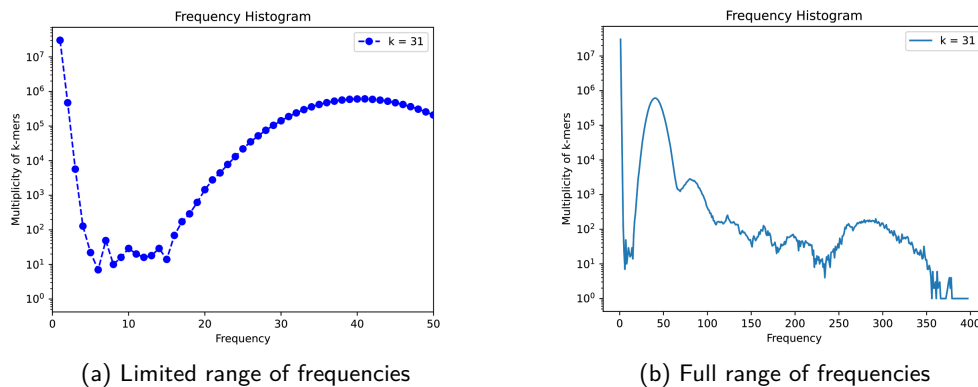 Frequency Histogram
k = 31
Multiplicity of k-mers
10^7
10^6
10^5
10^4
10^3
10^2
10^1
10^0
0 10 20 30 40 50
Frequency
(a) Limited range of frequencies
Frequency Histogram
k = 31
Multiplicity of k-mers
10^7
10^6
10^5
10^4
10^3
10^2
10^1
10^0
0 50 100 150 200 250 300 350 400
Frequency
(b) Full range of frequencies